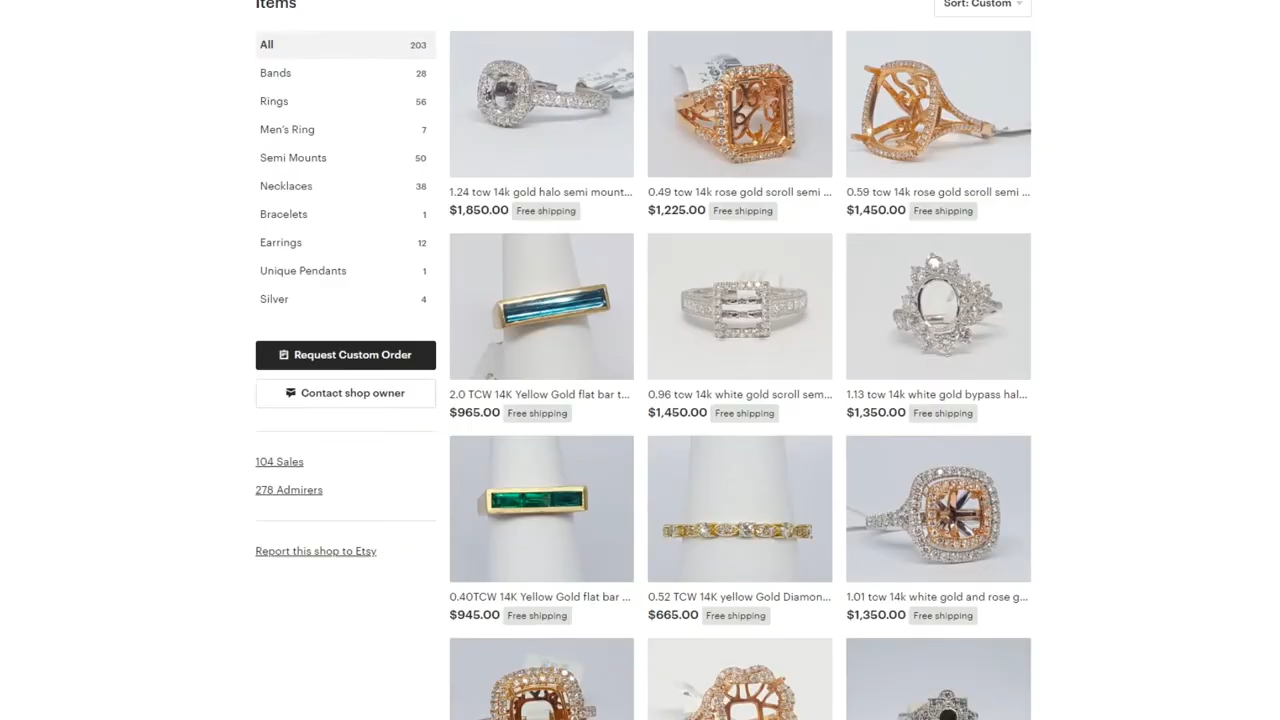 Items
Sort: Custom
All 203
Bands 28
Rings 56
Men's Ring 7
Semi Mounts 50
Necklaces 38
Bracelets 1
Earrings 12
Unique Pendants 1
Silver 4
Request Custom Order
Contact shop owner
104 Sales
278 Admirers
Report this shop to Etsy
1.24 tcw 14k gold halo semi mount...
$1,850.00 Free shipping
0.49 tcw 14k rose gold scroll semi ...
$1,225.00 Free shipping
0.59 tcw 14k rose gold scroll semi ...
$1,450.00 Free shipping
2.0 TCW 14K Yellow Gold flat bar t...
$965.00 Free shipping
0.96 tcw 14k white gold scroll sem...
$1,450.00 Free shipping
1.13 tcw 14k white gold bypass hal...
$1,350.00 Free shipping
0.40TCW 14K Yellow Gold flat bar ...
$945.00 Free shipping
0.52 TCW 14K yellow Gold Diamon...
$665.00 Free shipping
1.01 tcw 14k white gold and rose g...
$1,350.00 Free shipping